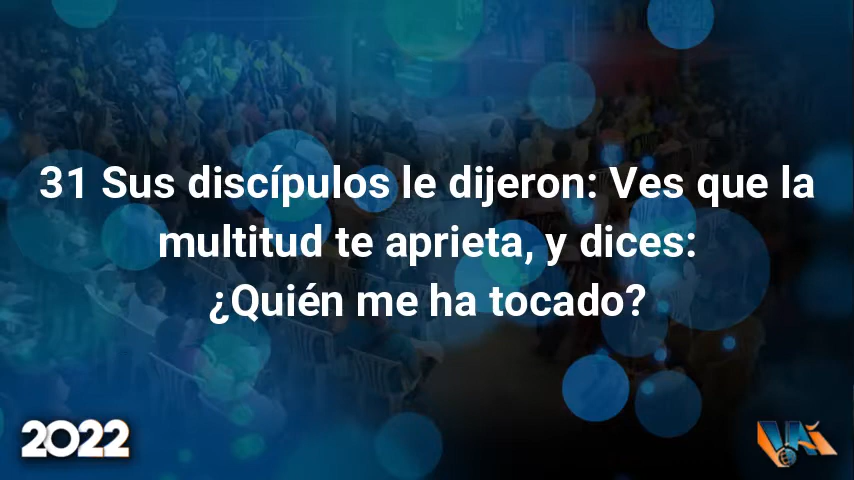 31 Sus discípulos le dijeron: Ves que la
multitud te aprieta, y dices:
¿Quién me ha tocado?
2022